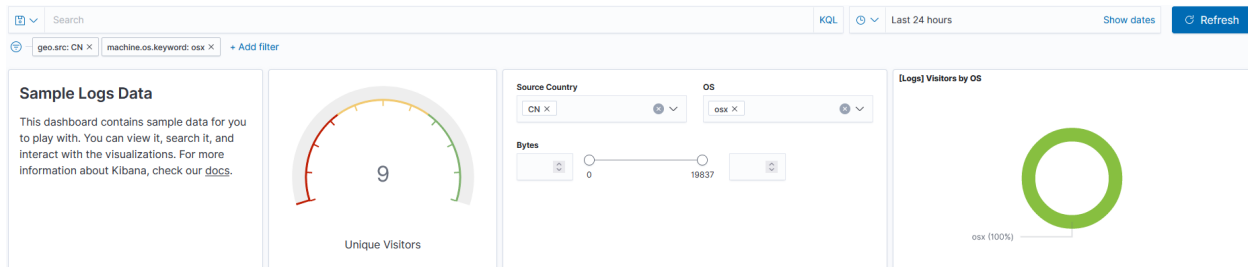 Search
KQL
Last 24 hours
Show dates
Refresh
geo.src: CN ×
machine.os.keyword: osx ×
+ Add filter
Sample Logs Data
This dashboard contains sample data for you
to play with. You can view it, search it, and
interact with the visualizations. For more
information about Kibana, check our docs.
9
Unique Visitors
Source Country
CN ×
OS
osx ×
Bytes
0
19837
[Logs] Visitors by OS
osx (100%)